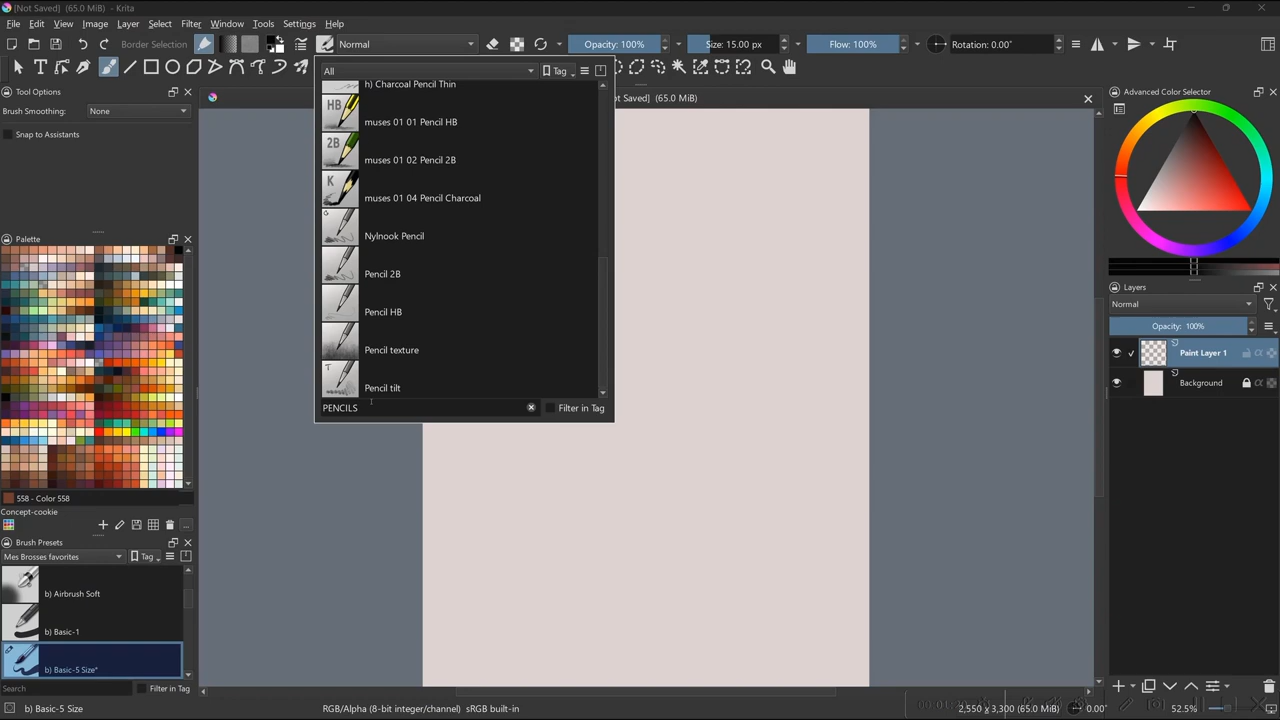 [Not Saved] (65.0 MiB) - Krita
File Edit View Image Layer Select Filter Window Tools Settings Help
Border Selection
Normal
Opacity: 100%
Size: 15.00 px
Flow: 100%
Rotation: 0.00°
Tool Options
Brush Smoothing: None
Snap to Assistants
Palette
558 - Color 558
Concept-cookie
...
Brush Presets
Mes Brosses favorites
Tag
b) Airbrush Soft
b) Basic-1
b) Basic-5 Size*
Search
Filter in Tag
All
Tag
h) Charcoal Pencil Thin
HB
muses 01 01 Pencil HB
2B
muses 01 02 Pencil 2B
K
muses 01 04 Pencil Charcoal
Nylnook Pencil
Pencil 2B
Pencil HB
Pencil texture
T
Pencil tilt
PENCILS
Filter in Tag
ot Saved] (65.0 MiB)
Advanced Color Selector
Layers
Normal
Opacity: 100%
Paint Layer 1
Background
b) Basic-5 Size
RGB/Alpha (8-bit integer/channel) sRGB built-in
2,550 x 3,300 (65.0 MiB)
0.00°
52.5%